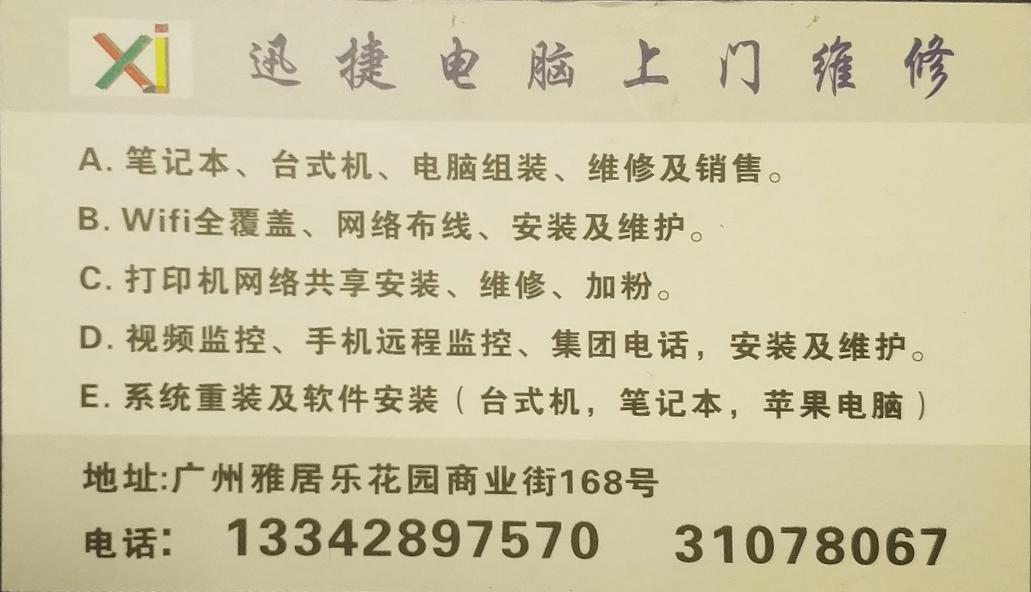 Xi 迅捷电脑上门维修
A. 笔记本、台式机、电脑组装、维修及销售。
B. Wifi全覆盖、网络布线、安装及维护。
C. 打印机网络共享安装、维修、加粉。
D. 视频监控、手机远程监控、集团电话，安装及维护。
E. 系统重装及软件安装（台式机，笔记本，苹果电脑）
地址:广州雅居乐花园商业街168号
电话: 13342897570 31078067